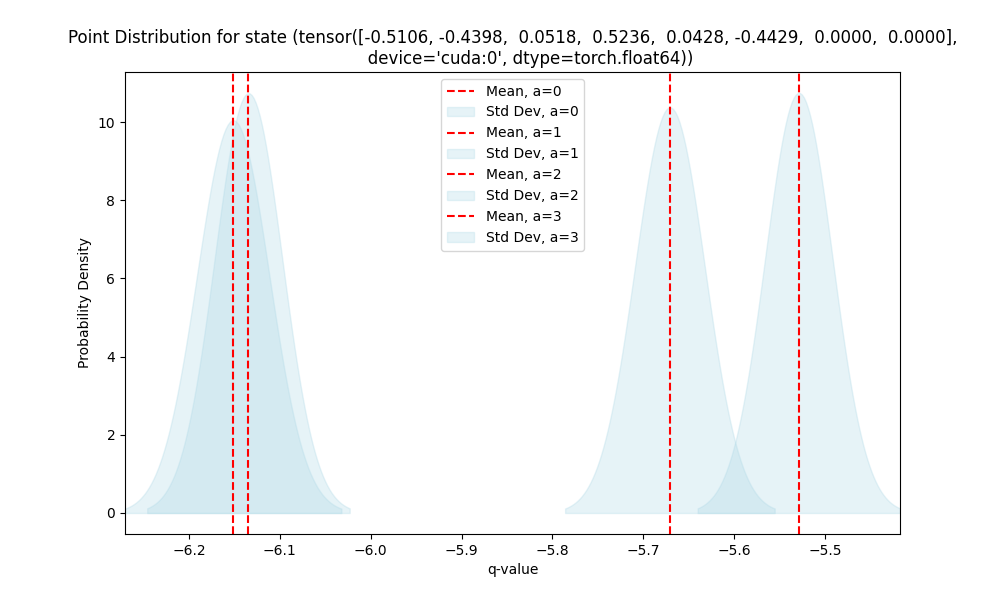 Point Distribution for state (tensor([-0.5106, -0.4398,  0.0518,  0.5236,  0.0428, -0.4429,  0.0000,  0.0000],
device='cuda:0', dtype=torch.float64))
Mean, a=0
Std Dev, a=0
Mean, a=1
Std Dev, a=1
Mean, a=2
Std Dev, a=2
Mean, a=3
Std Dev, a=3
Probability Density
10
8
6
4
2
0
−6.2 −6.1 −6.0 −5.9 −5.8 −5.7 −5.6 −5.5
q-value